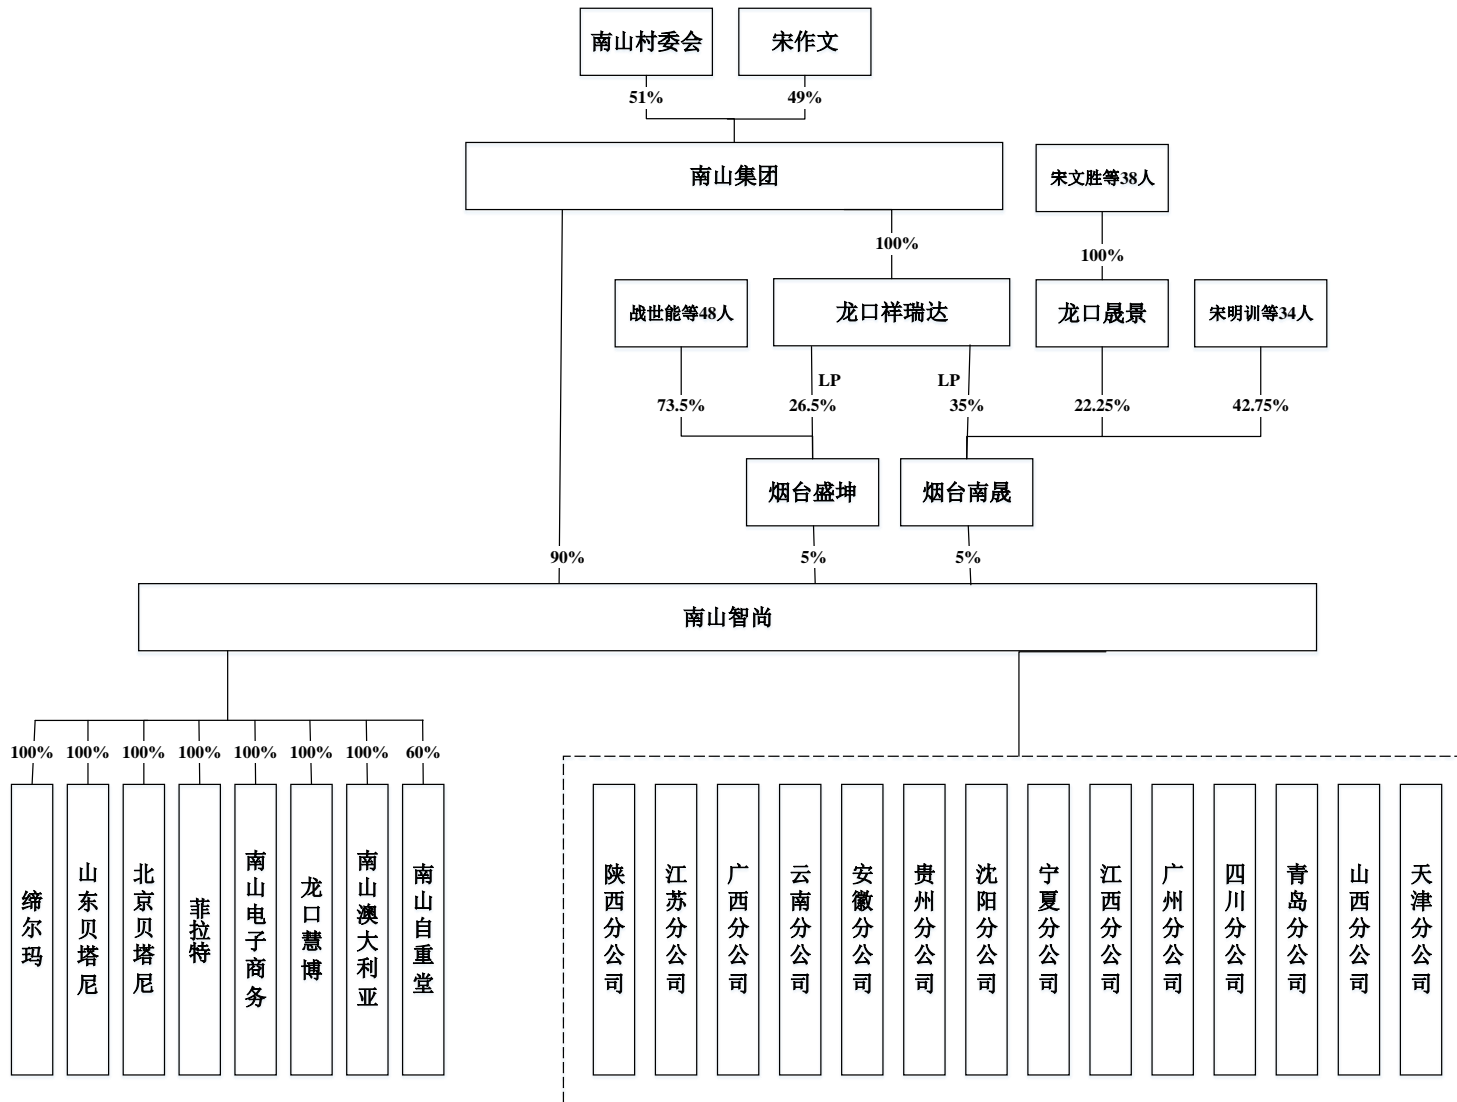 南山村委会
宋作文
51%
49%
南山集团
宋文胜等38人
100%
100%
战世能等48人
龙口祥瑞达
龙口晟景
宋明训等34人
LP
LP
73.5%
26.5%
35%
22.25%
42.75%
烟台盛坤
烟台南晟
90%
5%
5%
南山智尚
100%
100%
100%
100%
100%
100%
100%
60%
缔尔玛
山东贝塔尼
北京贝塔尼
菲拉特
南山电子商务
龙口慧博
南山澳大利亚
南山自重堂
陕西分公司
江苏分公司
广西分公司
云南分公司
安徽分公司
贵州分公司
沈阳分公司
宁夏分公司
江西分公司
广州分公司
四川分公司
青岛分公司
山西分公司
天津分公司